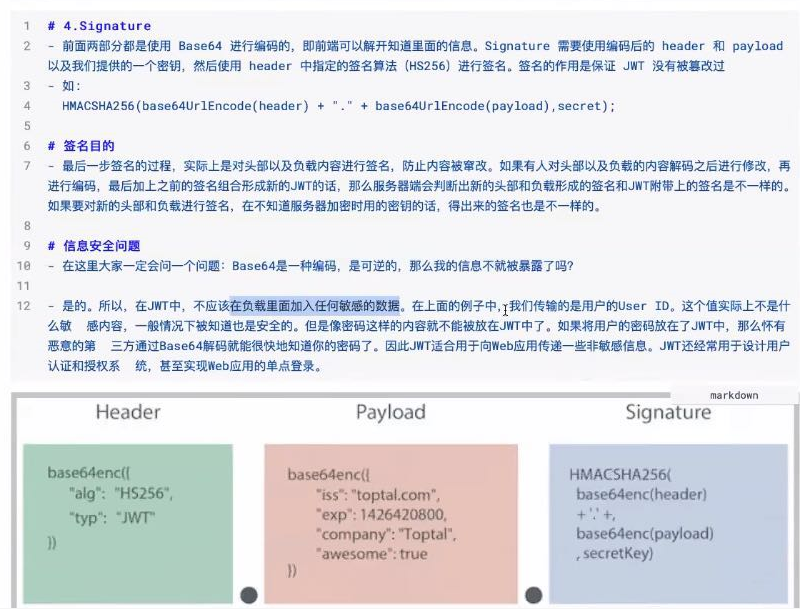 1 # 4.Signature
2 - 前面两部分都是使用 Base64 进行编码的，即前端可以解开知道里面的信息。Signature 需要使用编码后的 header 和 payload
以及我们提供的一个密钥，然后使用 header 中指定的签名算法（HS256）进行签名。签名的作用是保证 JWT 没有被篡改过
3 - 如：
4 HMACSHA256(base64UrlEncode(header) + "." + base64UrlEncode(payload),secret);
5
6 # 签名目的
7 - 最后一步签名的过程，实际上是对头部以及负载内容进行签名，防止内容被窜改。如果有人对头部以及负载的内容解码之后进行修改，再
进行编码，最后加上之前的签名组合形成新的JWT的话，那么服务器端会判断出新的头部和负载形成的签名和JWT附带上的签名是不一样的。
如果要对新的头部和负载进行签名，在不知道服务器加密时用的密钥的话，得出来的签名也是不一样的。
8
9 # 信息安全问题
10 - 在这里大家一定会问一个问题：Base64是一种编码，是可逆的，那么我的信息不就被暴露了吗？
11
12 - 是的。所以，在JWT中，不应该在负载里面加入任何敏感的数据。在上面的例子中，我们传输的是用户的User ID。这个值实际上不是什
么敏 感内容，一般情况下被知道也是安全的。但是像密码这样的内容就不能被放在JWT中了。如果将用户的密码放在了JWT中，那么怀有
恶意的第 三方通过Base64解码就能很快地知道你的密码了。因此JWT适合用于向Web应用传递一些非敏感信息。JWT还经常用于设计用户
认证和授权系 统，甚至实现Web应用的单点登录。
markdown
Header Payload Signature
base64enc({
"alg": "HS256",
"typ": "JWT"
})
base64enc({
"iss": "toptal.com",
"exp": 1426420800,
"company": "Toptal",
"awesome": true
})
HMACSHA256(
base64enc(header)
+ '.' +,
base64enc(payload)
, secretKey)